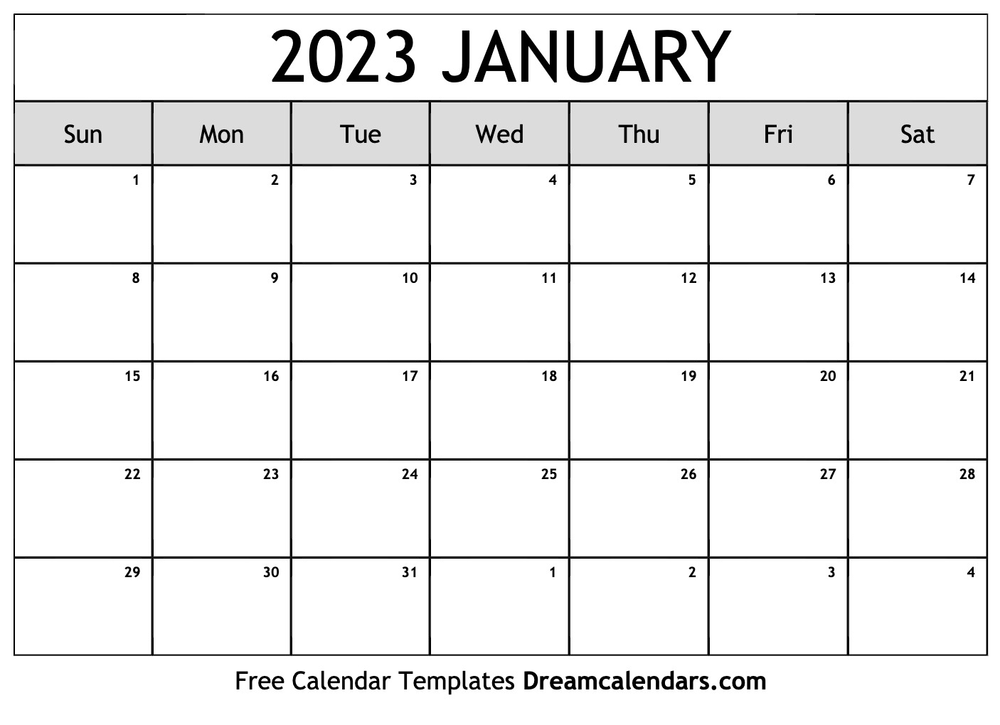 2023 JANUARY
Sun Mon Tue Wed Thu Fri Sat
1 2 3 4 5 6 7
8 9 10 11 12 13 14
15 16 17 18 19 20 21
22 23 24 25 26 27 28
29 30 31 1 2 3 4
Free Calendar Templates Dreamcalendars.com